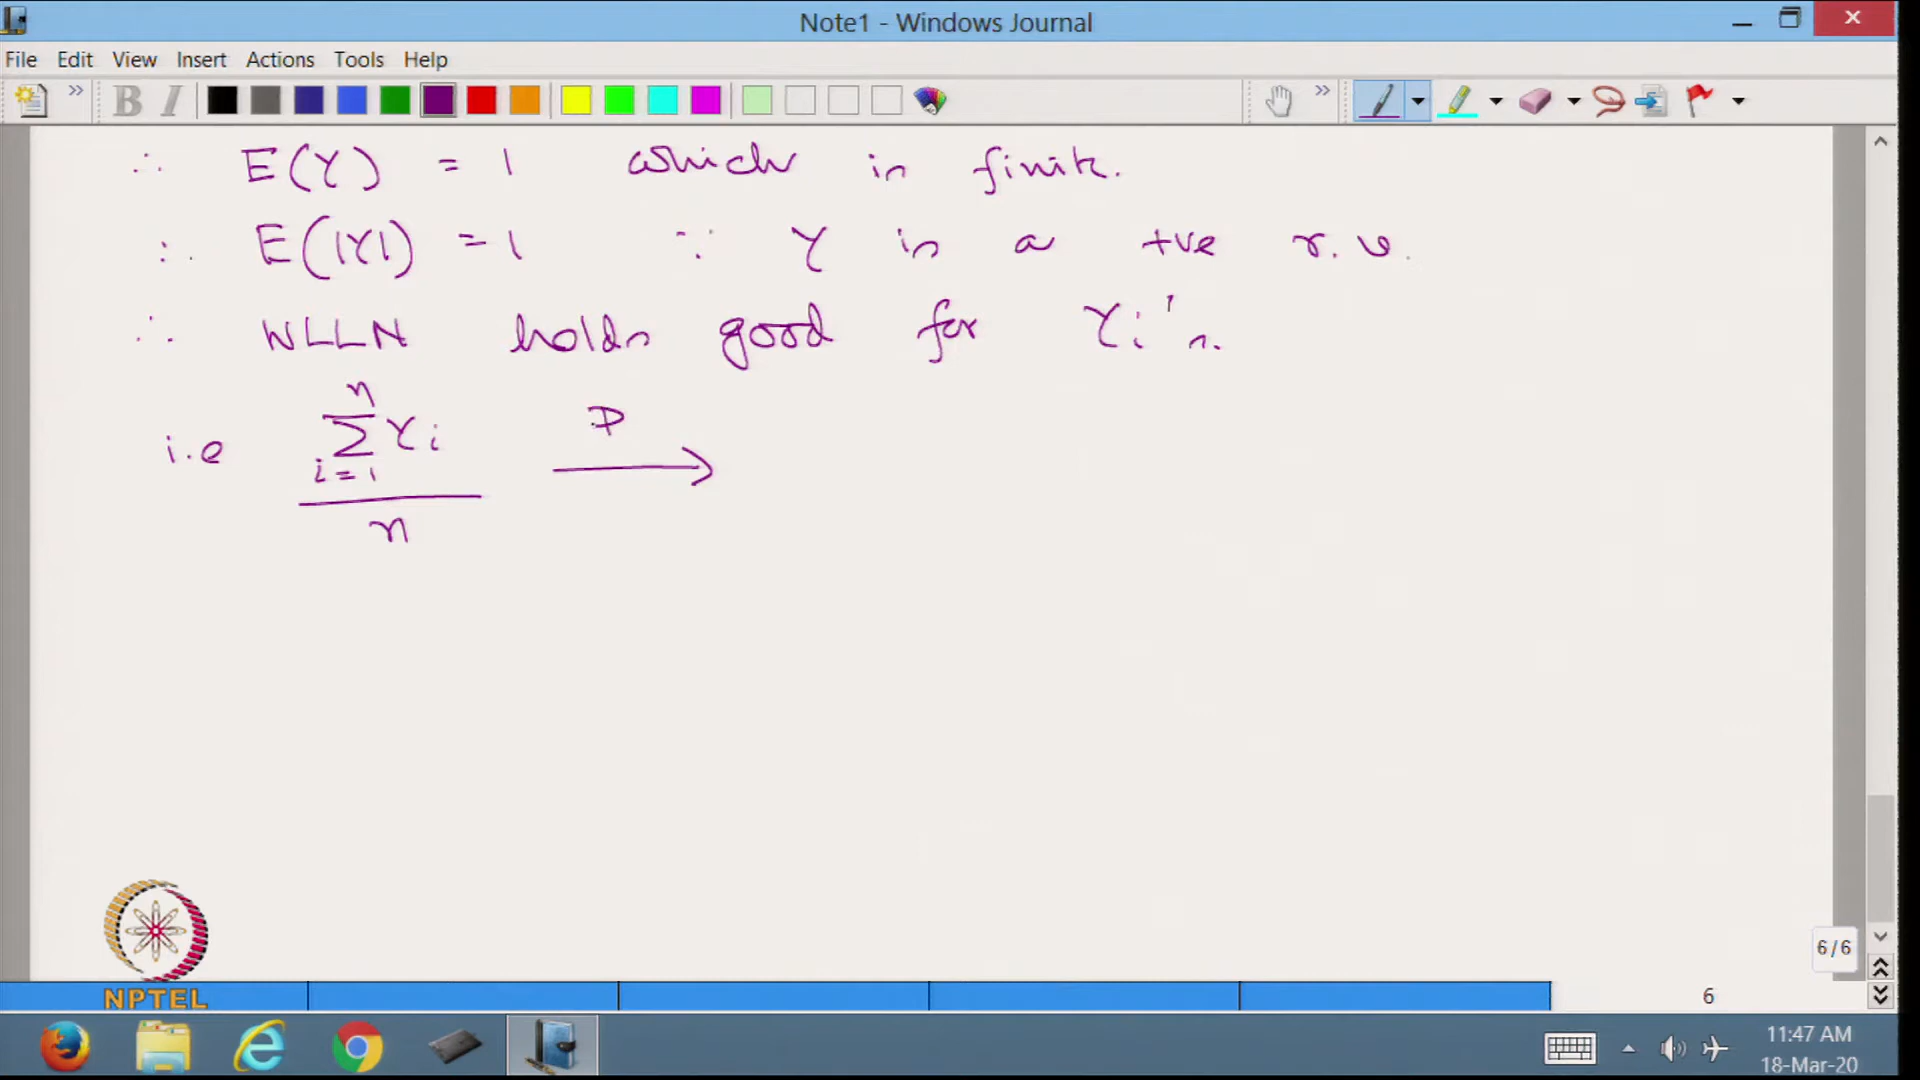 Note1 - Windows Journal
File Edit View Insert Actions Tools Help
B I
∴ E(Y) = 1 which is finite.
∴ E(|Y|) = 1 ∵ Y is a +ve r.v.
∴ WLLN holds good for Yi's.
i.e
n
∑ Yi
i=1
n
P
→
6/6
NPTEL
6
11:47 AM
18-Mar-20